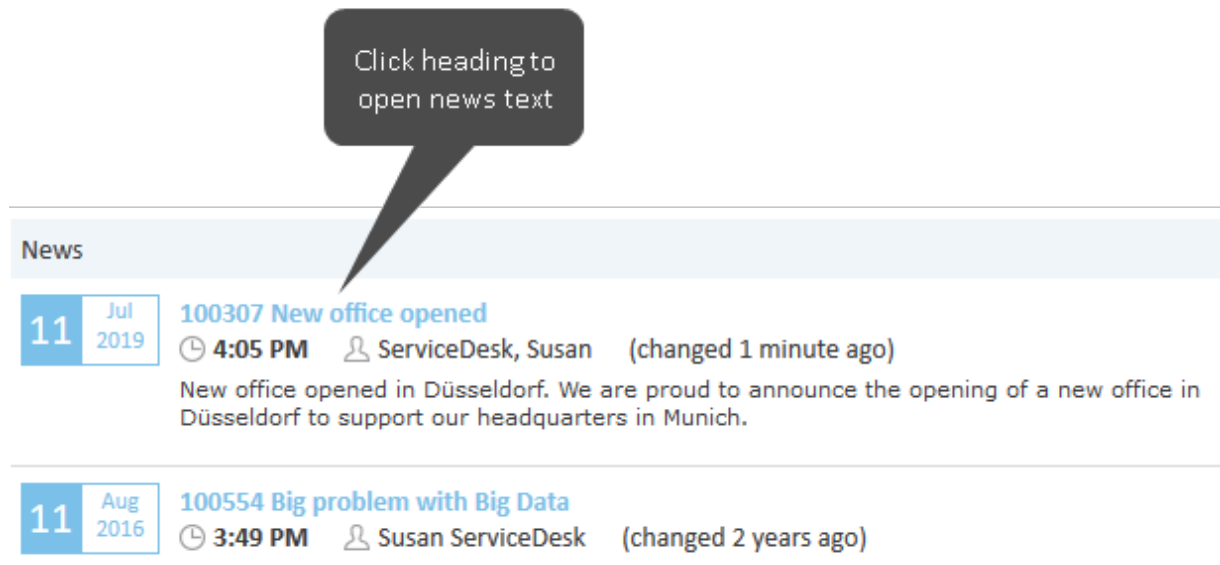 Click heading to
open news text
News
11
Jul
2019
100307 New office opened
4:05 PM ServiceDesk, Susan (changed 1 minute ago)
New office opened in Düsseldorf. We are proud to announce the opening of a new office in
Düsseldorf to support our headquarters in Munich.
11
Aug
2016
100554 Big problem with Big Data
3:49 PM Susan ServiceDesk (changed 2 years ago)